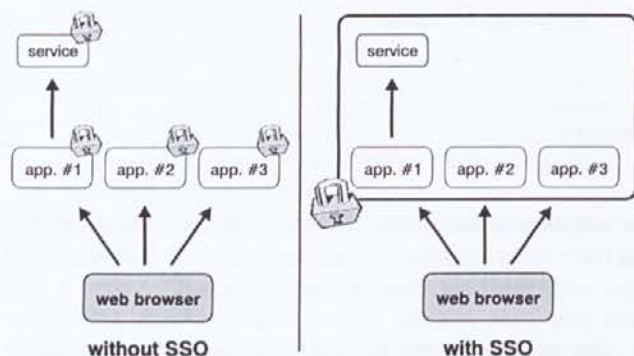 service
app. #1
app. #2
app. #3
web browser
without SSO
service
app. #1
app. #2
app. #3
web browser
with SSO